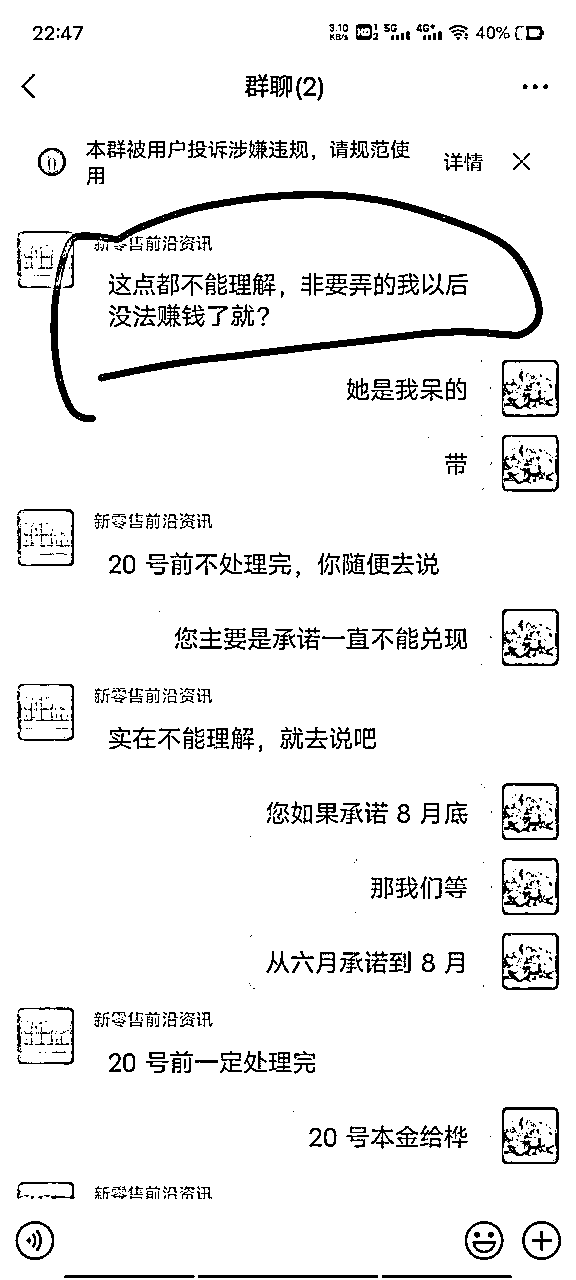 22:47
3.10 KB/S HD 1 2 5G 4G+ 40%
群聊(2)
本群被用户投诉涉嫌违规，请规范使
用
详情
新零售前沿资讯
这点都不能理解，非要弄的我以后
没法赚钱了就？
她是我呆的
带
新零售前沿资讯
20 号前不处理完，你随便去说
您主要是承诺一直不能兑现
新零售前沿资讯
实在不能理解，就去说吧
您如果承诺 8 月底
那我们等
从六月承诺到 8 月
新零售前沿资讯
20 号前一定处理完
20 号本金给桦
新零售前沿资讯